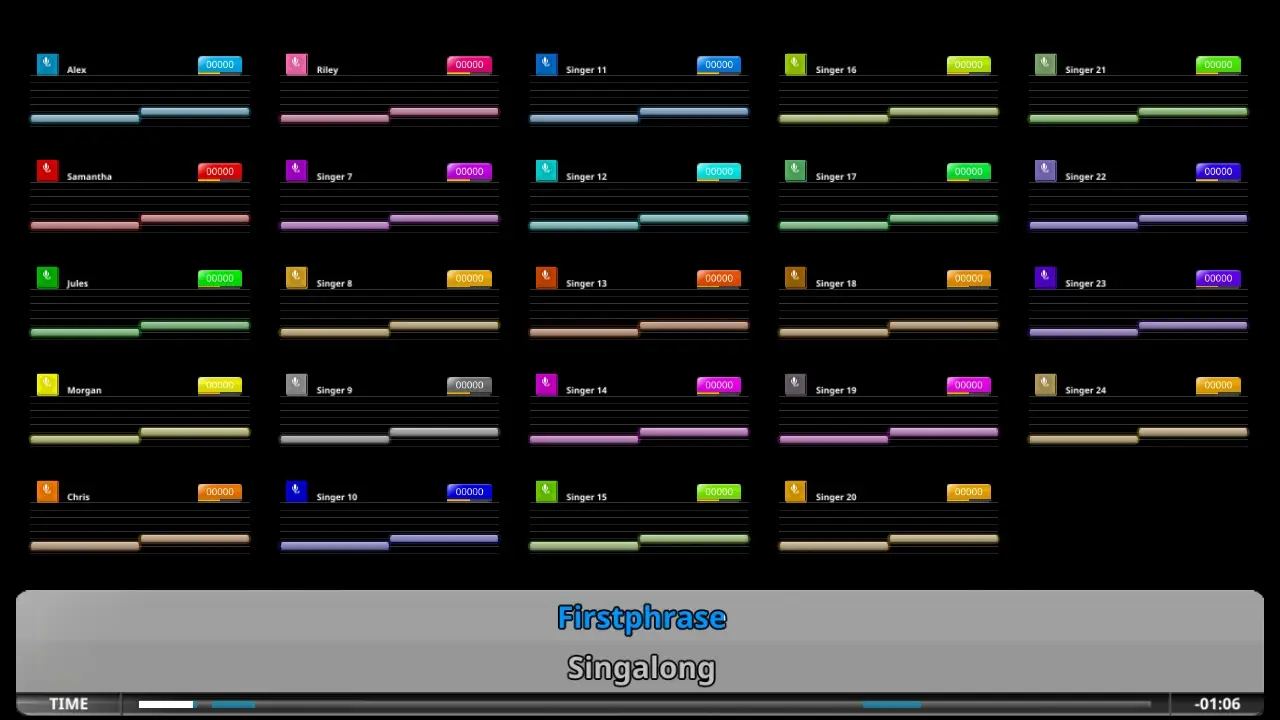 Alex 00000
Riley 00000
Singer 11 00000
Singer 16 00000
Singer 21 00000
Samantha 00000
Singer 7 00000
Singer 12 00000
Singer 17 00000
Singer 22 00000
Jules 00000
Singer 8 00000
Singer 13 00000
Singer 18 00000
Singer 23 00000
Morgan 00000
Singer 9 00000
Singer 14 00000
Singer 19 00000
Singer 24 00000
Chris 00000
Singer 10 00000
Singer 15 00000
Singer 20 00000
Firstphrase
Singalong
TIME -01:06